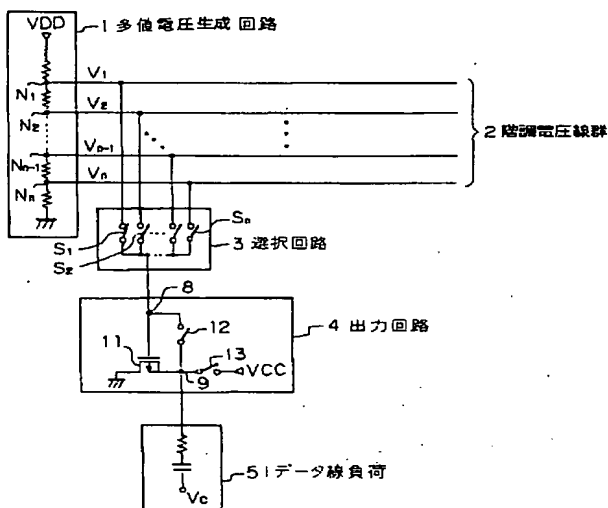 VDD
1 多値電圧生成回路
N1
V1
N2
V2
Nn-1
Vn-1
Nn
Vn
2 階調電圧線群
S1
S2
Sn
3 選択回路
8
12
4 出力回路
11
13
VCC
9
5 1データ線負荷
Vc